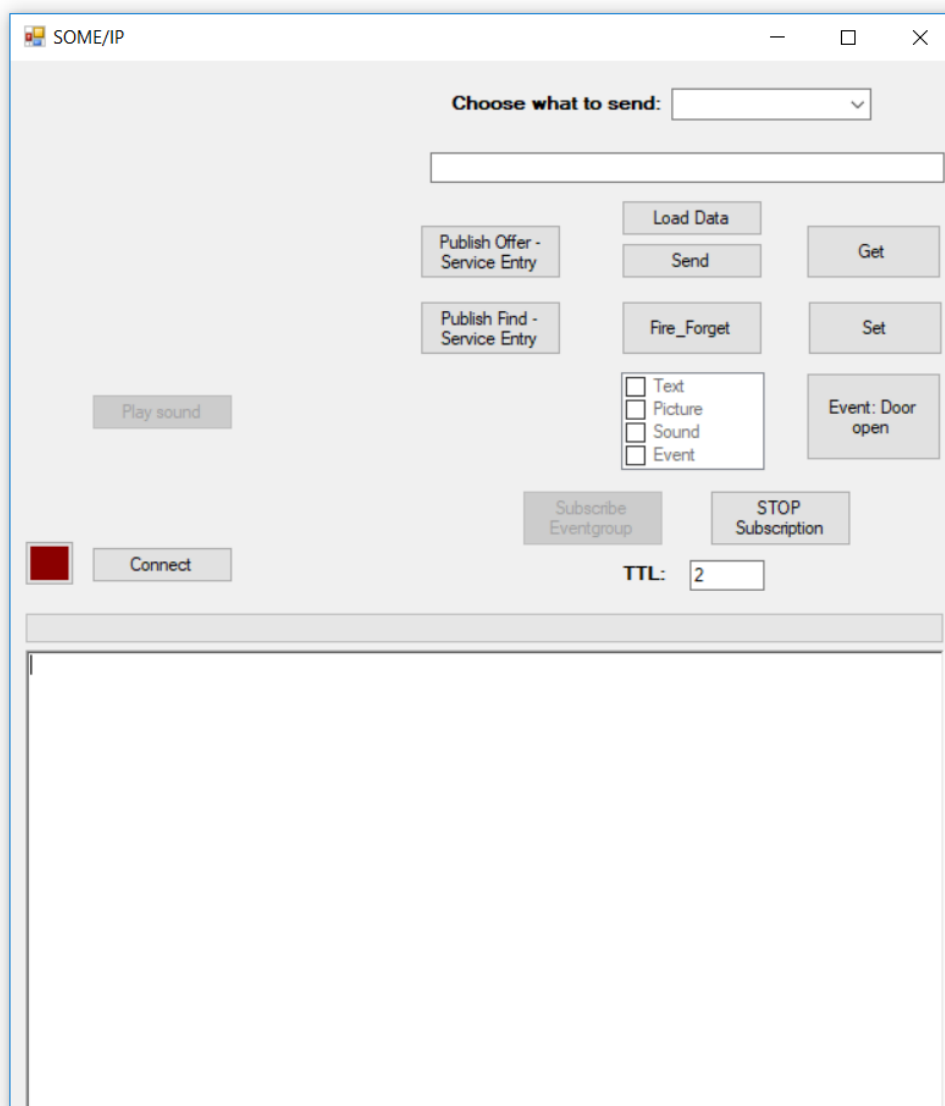 SOME/IP
Choose what to send:
Load Data
Publish Offer -
Service Entry
Send
Get
Publish Find -
Service Entry
Fire_Forget
Set
Text
Picture
Sound
Event
Play sound
Event: Door
open
Subscribe
Eventgroup
STOP
Subscription
Connect
TTL: 2